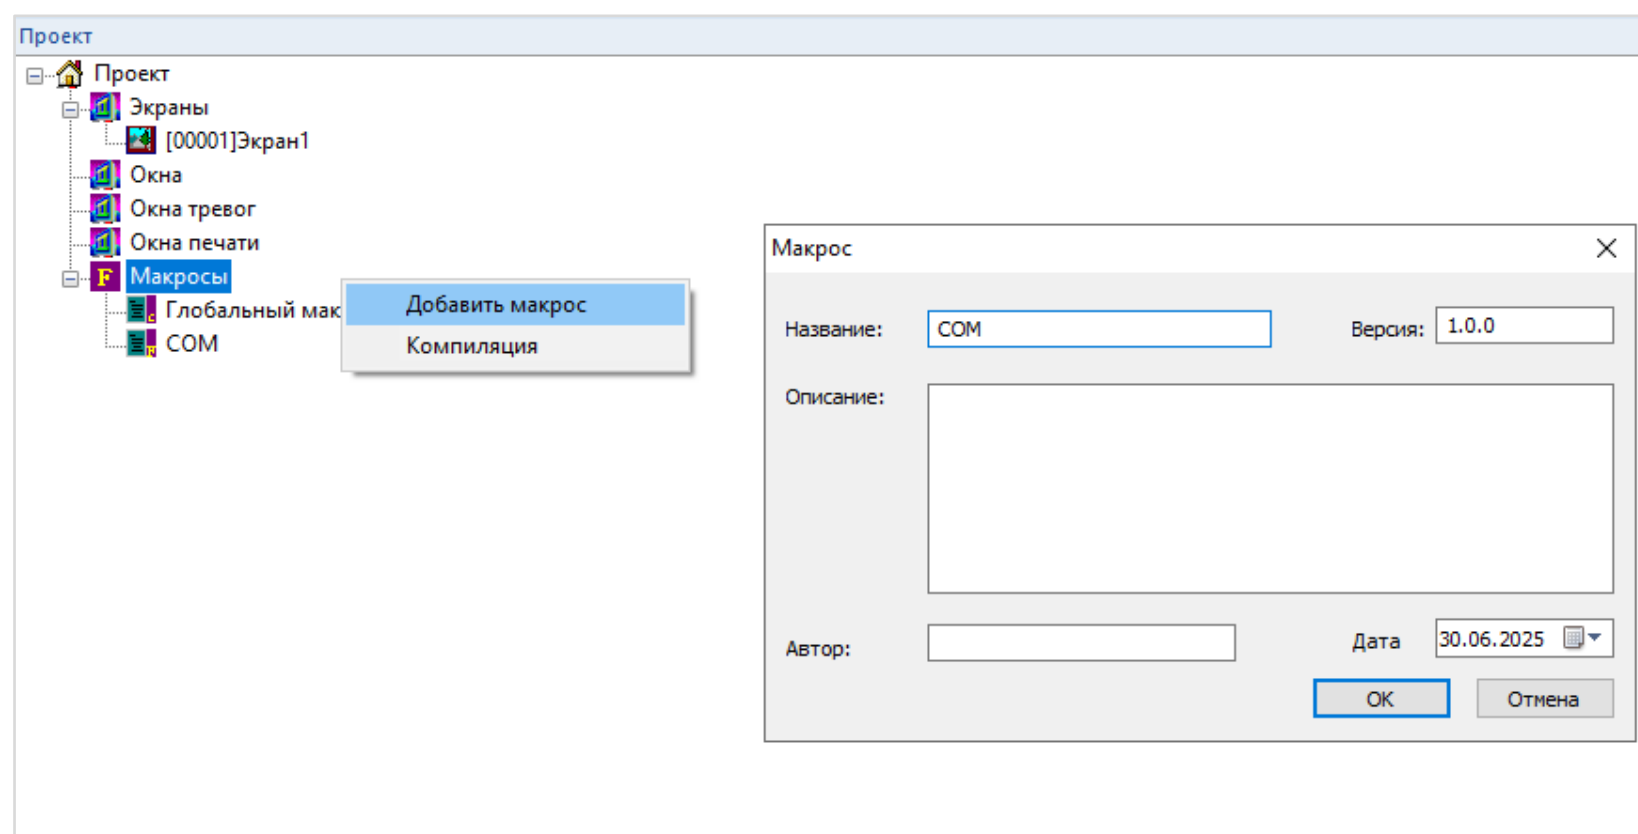 Проект
Проект
Экраны
[00001]Экран1
Окна
Окна тревог
Окна печати
F Макросы
Глобальный мак
COM
Добавить макрос
Компиляция
Макрос
Название: COM Версия: 1.0.0
Описание:
Автор: Дата 30.06.2025
OK Отмена